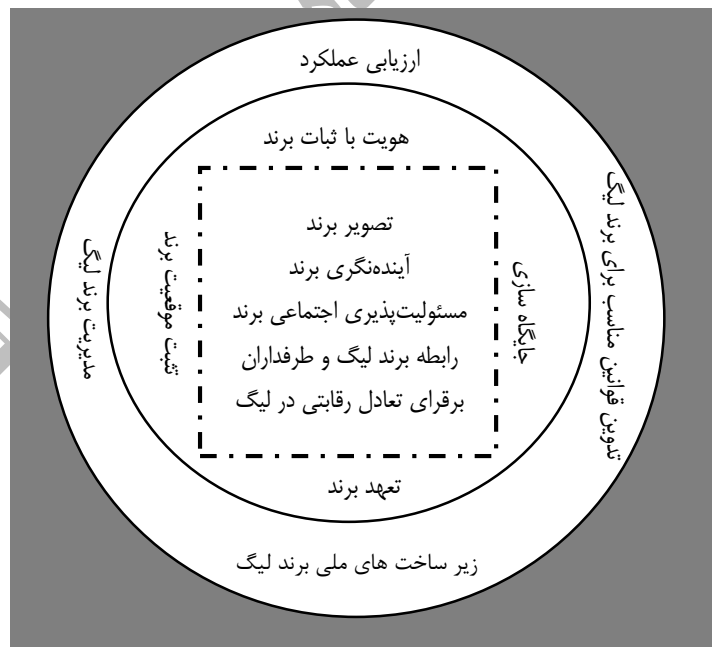 ارزیابی عملکرد
هویت با ثبات برند
تدوین قوانین مناسب برای برند لیگ
جایگاه سازی
تصویر برند
آینده‌نگری برند
مسئولیت‌پذیری اجتماعی برند
رابطه برند لیگ و طرفداران
برقرای تعادل رقابتی در لیگ
تثبت موقعیت برند
مدیریت برند لیگ
تعهد برند
زیر ساخت های ملی برند لیگ